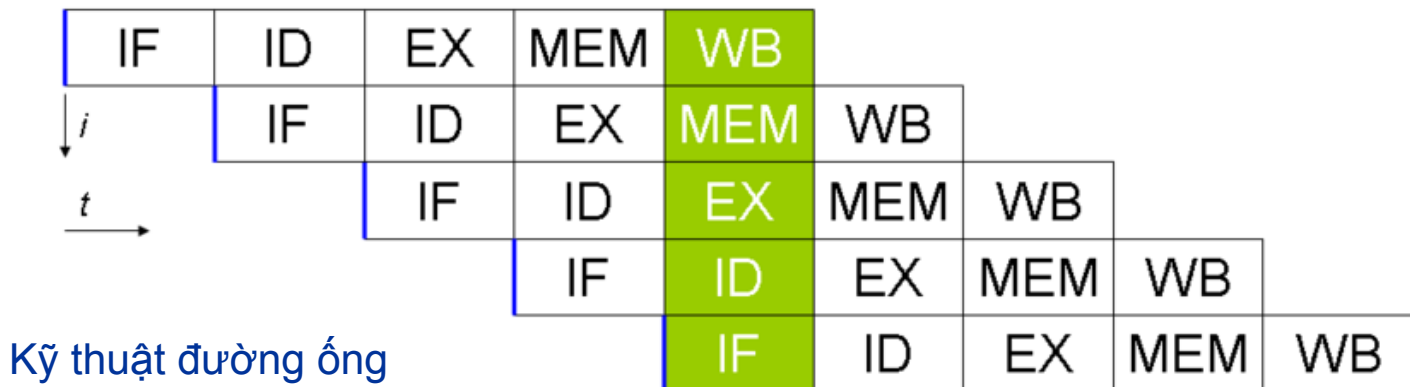 IF ID EX MEM WB
i IF ID EX MEM WB
t IF ID EX MEM WB
IF ID EX MEM WB
Kỹ thuật đường ống IF ID EX MEM WB